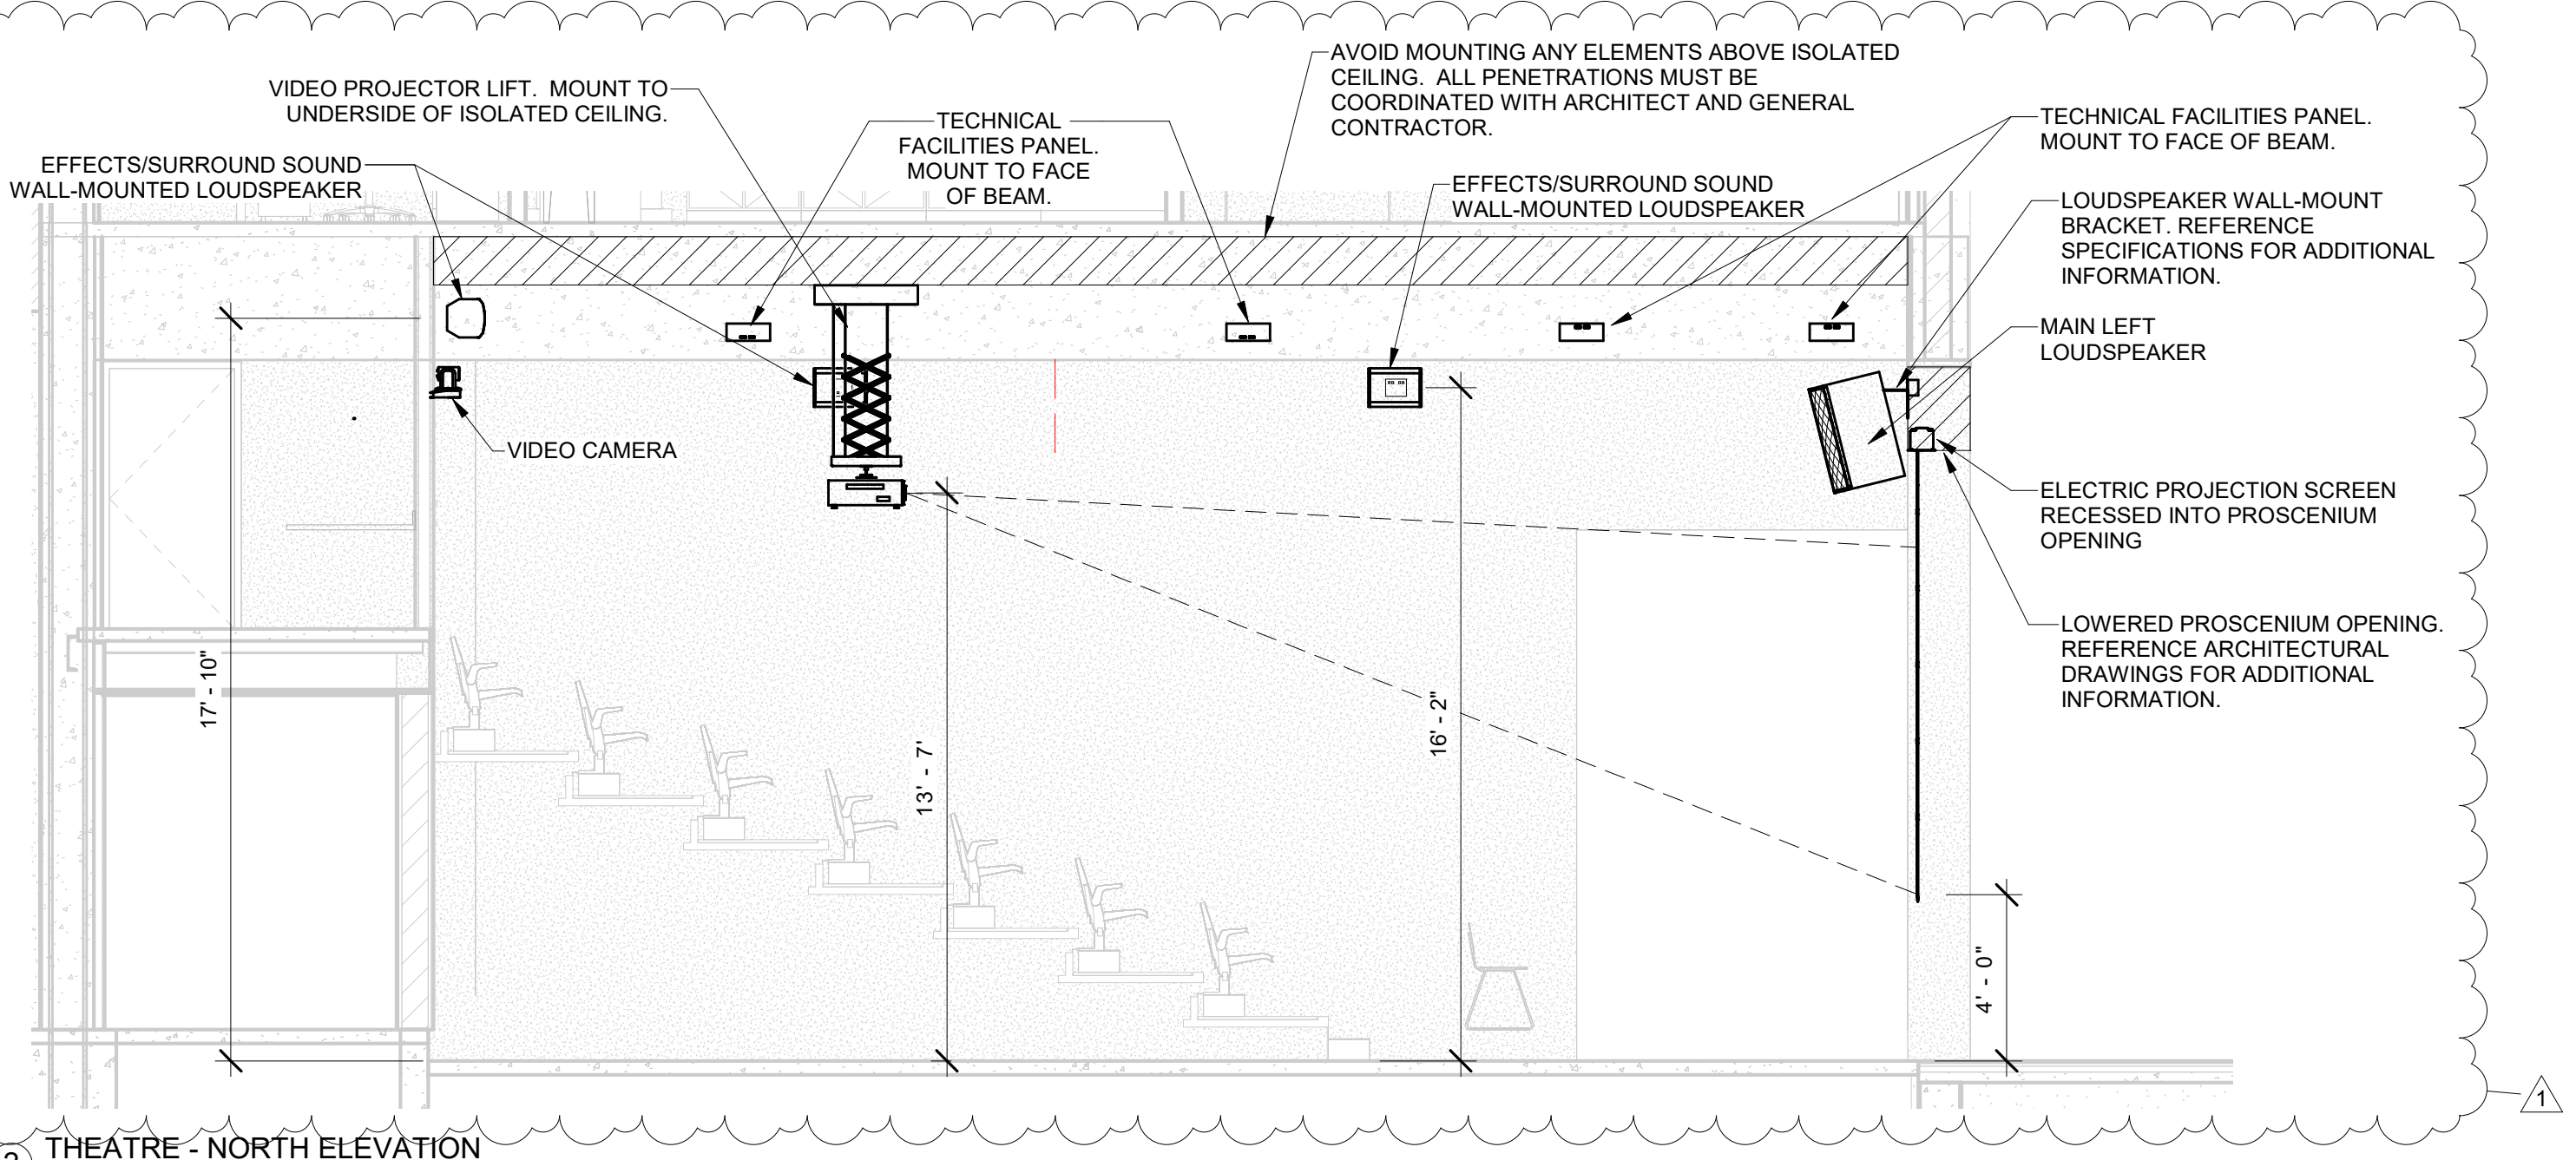 AVOID MOUNTING ANY ELEMENTS ABOVE ISOLATED
CEILING. ALL PENETRATIONS MUST BE
COORDINATED WITH ARCHITECT AND GENERAL
CONTRACTOR.
VIDEO PROJECTOR LIFT. MOUNT TO
UNDERSIDE OF ISOLATED CEILING.
TECHNICAL
FACILITIES PANEL.
MOUNT TO FACE
OF BEAM.
TECHNICAL FACILITIES PANEL.
MOUNT TO FACE OF BEAM.
EFFECTS/SURROUND SOUND
WALL-MOUNTED LOUDSPEAKER
EFFECTS/SURROUND SOUND
WALL-MOUNTED LOUDSPEAKER
LOUDSPEAKER WALL-MOUNT
BRACKET. REFERENCE
SPECIFICATIONS FOR ADDITIONAL
INFORMATION.
MAIN LEFT
LOUDSPEAKER
VIDEO CAMERA
ELECTRIC PROJECTION SCREEN
RECESSED INTO PROSCENIUM
OPENING
LOWERED PROSCENIUM OPENING.
REFERENCE ARCHITECTURAL
DRAWINGS FOR ADDITIONAL
INFORMATION.
17' - 10"
13' - 7'
16' - 2"
4' - 0"
1
THEATRE - NORTH ELEVATION